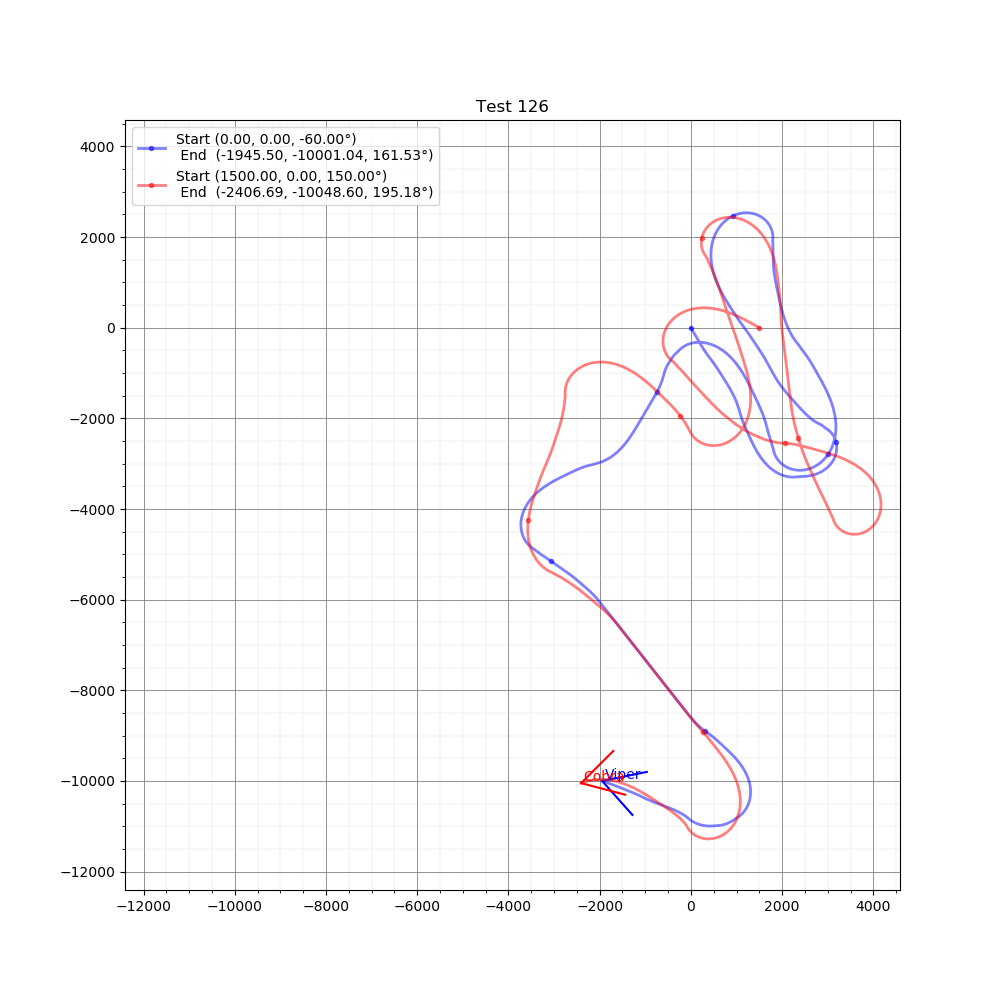 Test 126
Start (0.00, 0.00, -60.00°)
End (-1945.50, -10001.04, 161.53°)
Start (1500.00, 0.00, 150.00°)
End (-2406.69, -10048.60, 195.18°)
4000
2000
0
−2000
−4000
−6000
−8000
−10000
−12000
Viper
−12000 −10000 −8000 −6000 −4000 −2000 0 2000 4000